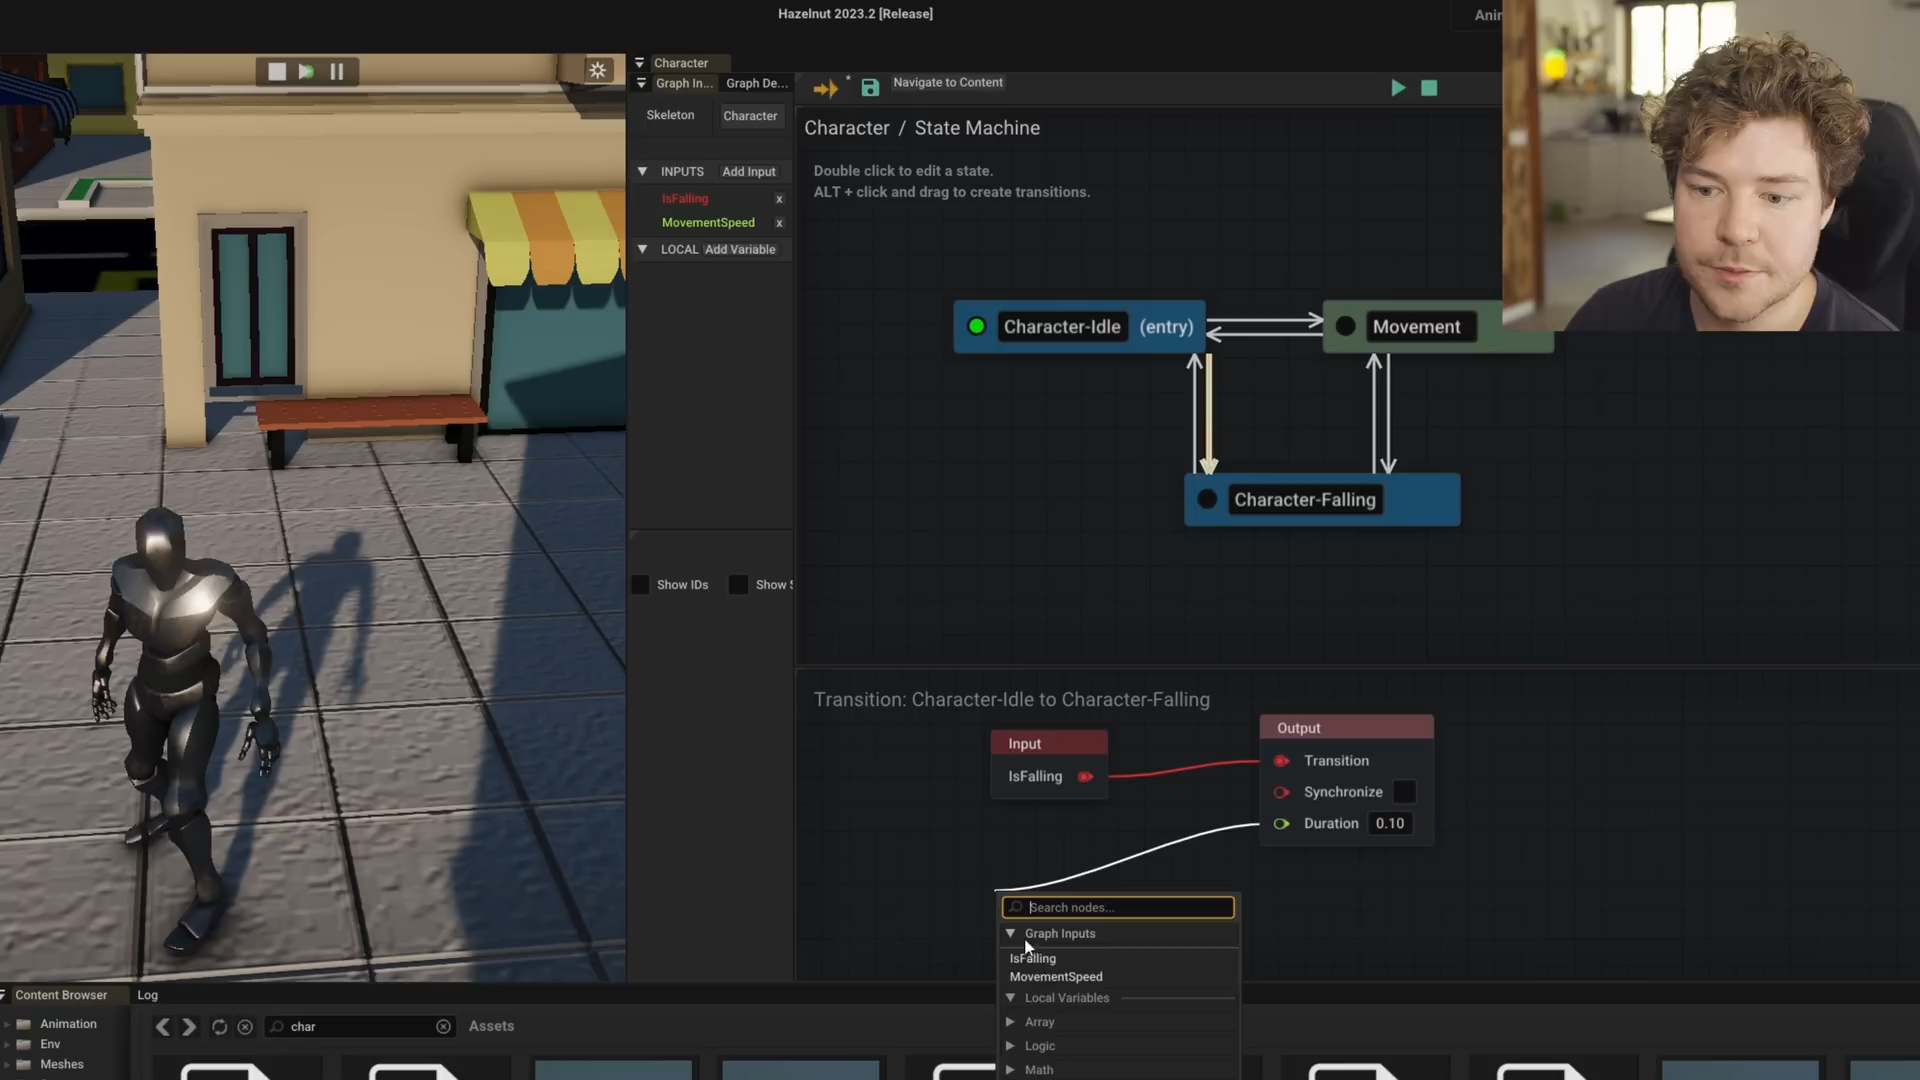 Hazelnut 2023.2 [Release]
Anim
Character
Graph In...
Graph De...
Navigate to Content
Skeleton
Character
Character / State Machine
Double click to edit a state.
ALT + click and drag to create transitions.
INPUTS
Add Input
IsFalling
x
MovementSpeed
x
LOCAL
Add Variable
Character-Idle
(entry)
Movement
Character-Falling
Show IDs
Show S
Transition: Character-Idle to Character-Falling
Input
IsFalling
Output
Transition
Synchronize
Duration
0.10
Search nodes...
Graph Inputs
IsFalling
MovementSpeed
Local Variables
Array
Logic
Math
Content Browser
Log
Animation
Env
Meshes
char
Assets